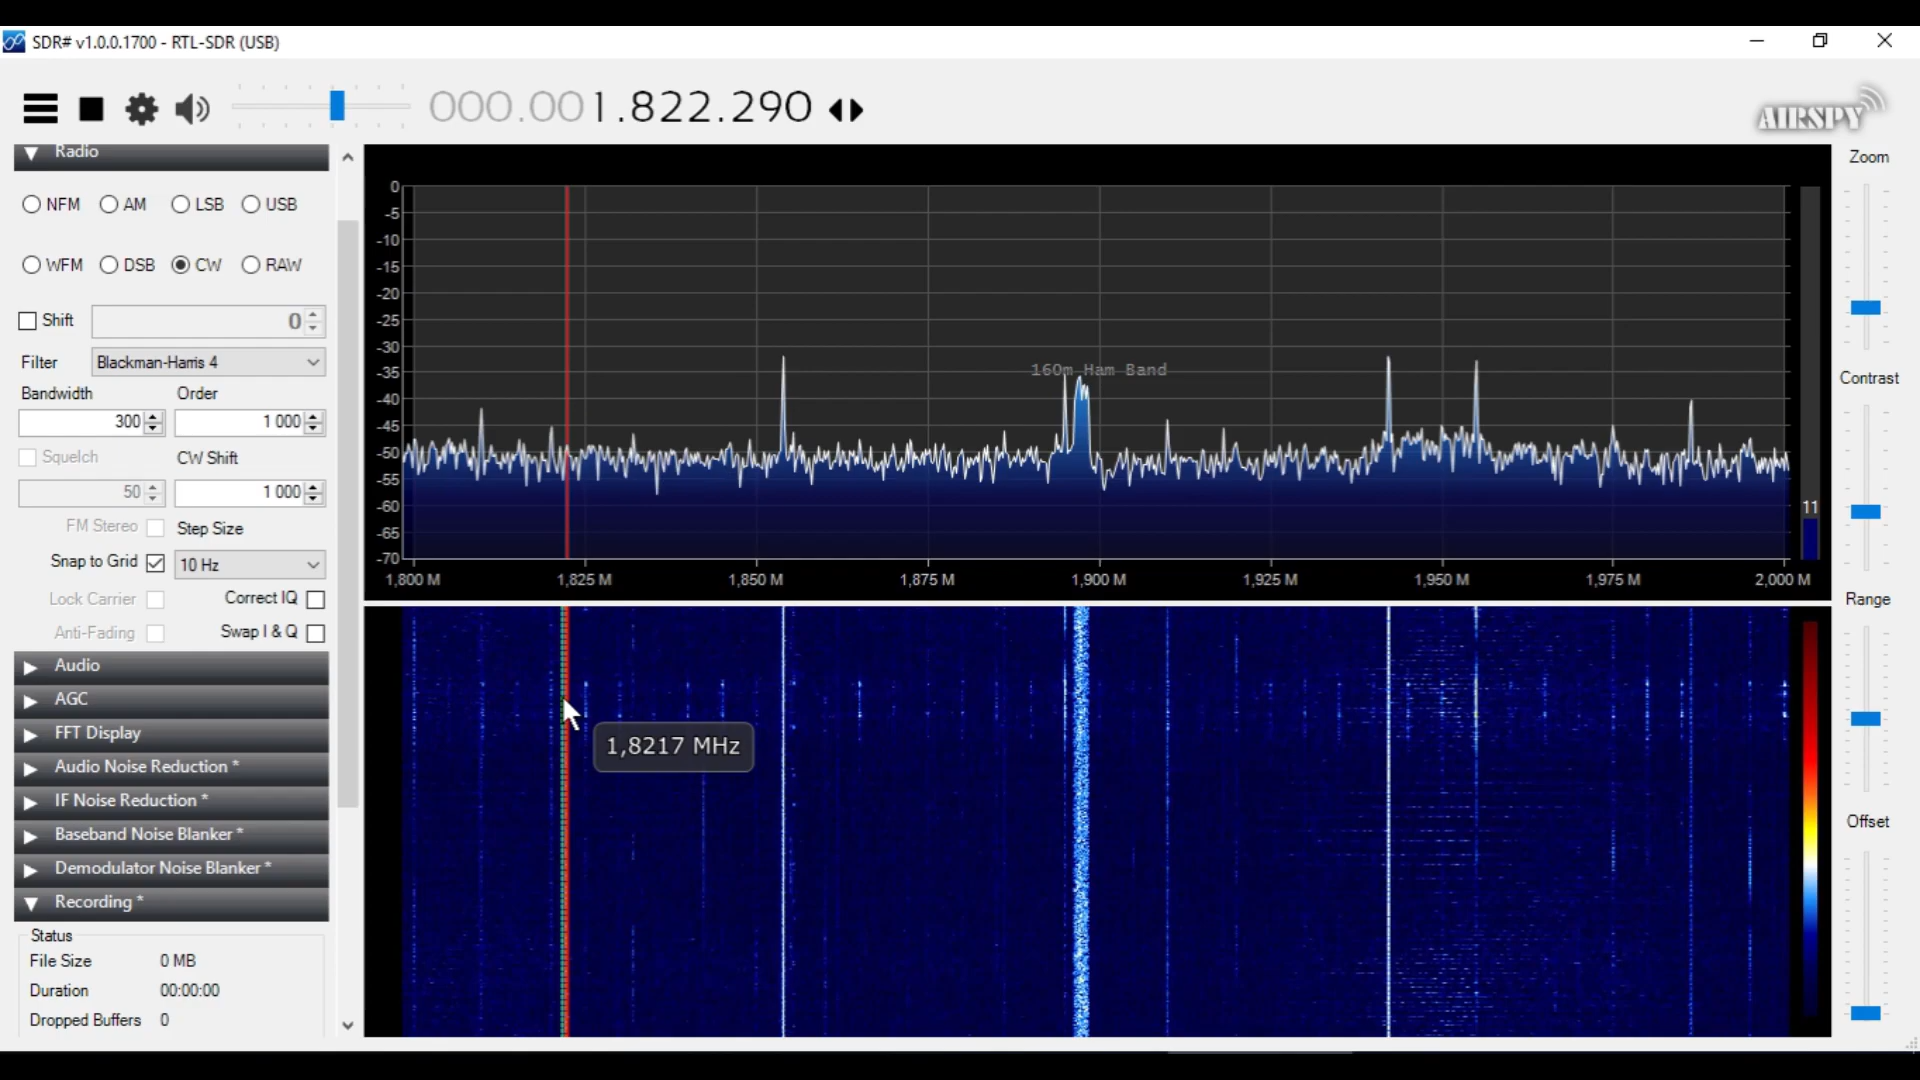 SDR# v1.0.0.1700 - RTL-SDR (USB)
000.001.822.290
AIRSPY
Radio
NFM AM LSB USB
WFM DSB CW RAW
Shift 0
Filter Blackman-Harris 4
Bandwidth Order
300 1 000
Squelch CW Shift
50 1 000
FM Stereo Step Size
Snap to Grid 10 Hz
Lock Carrier Correct IQ
Anti-Fading Swap I & Q
Audio
AGC
FFT Display
Audio Noise Reduction *
IF Noise Reduction *
Baseband Noise Blanker *
Demodulator Noise Blanker *
Recording *
Status
File Size 0 MB
Duration 00:00:00
Dropped Buffers 0
0
-5
-10
-15
-20
-25
-30
-35
-40
-45
-50
-55
-60
-65
-70
160m Ham Band
11
1,800 M 1,825 M 1,850 M 1,875 M 1,900 M 1,925 M 1,950 M 1,975 M 2,000 M
1,8217 MHz
Zoom
Contrast
Range
Offset